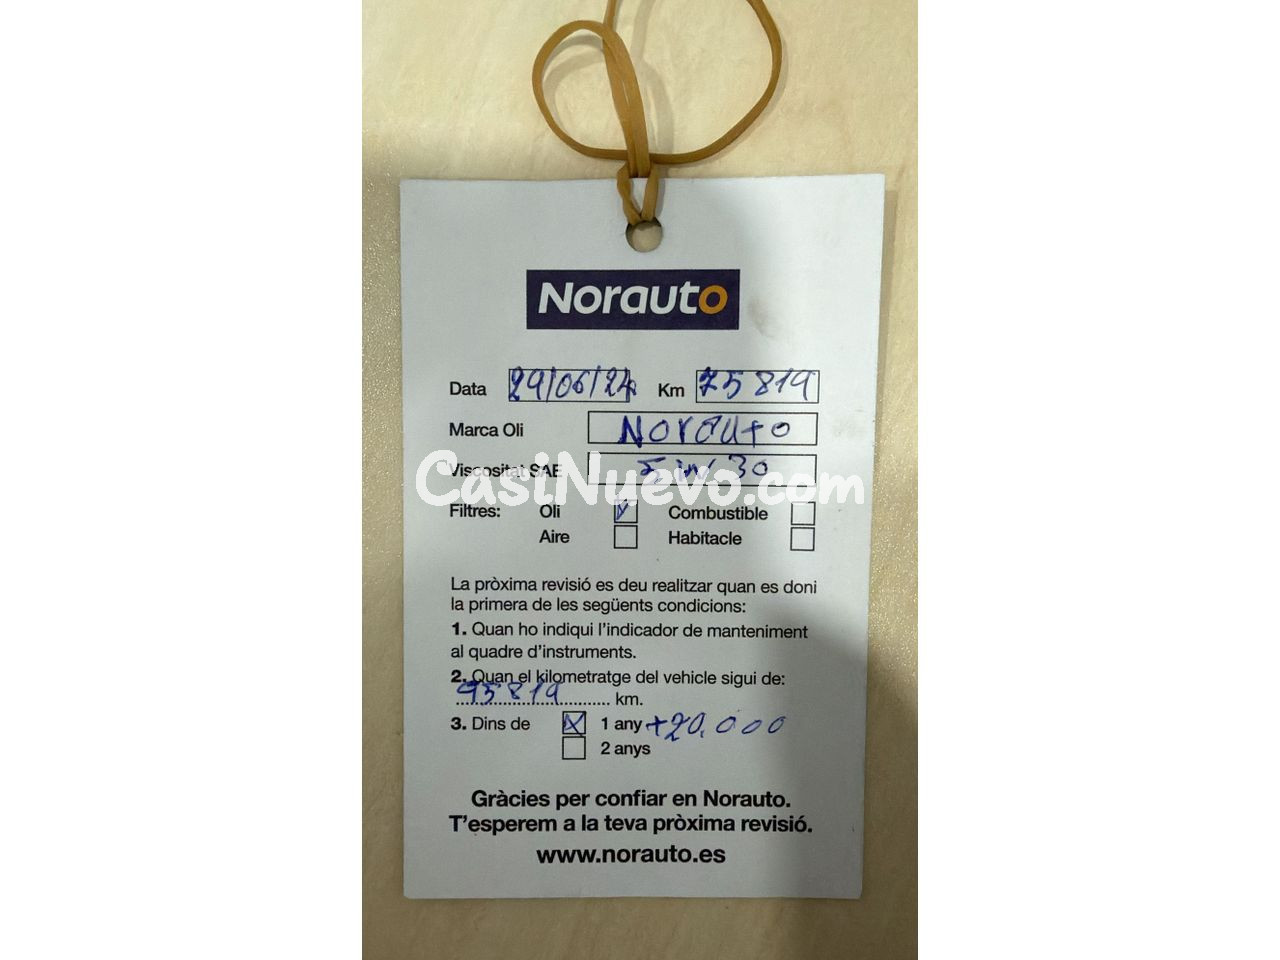 Norauto
Data 29/06/24 Km 75819
Marca Oli Norauto
Viscositat SAE 5W30
CasiNuevo.com
Filtres: Oli Combustible
Aire Habitacle
La pròxima revisió es deu realitzar quan es doni
la primera de les següents condicions:
1. Quan ho indiqui l'indicador de manteniment
al quadre d'instruments.
2. Quan el kilometratge del vehicle sigui de:
95819 km.
3. Dins de 1 any +20.000
2 anys
Gràcies per confiar en Norauto.
T'esperem a la teva pròxima revisió.
www.norauto.es